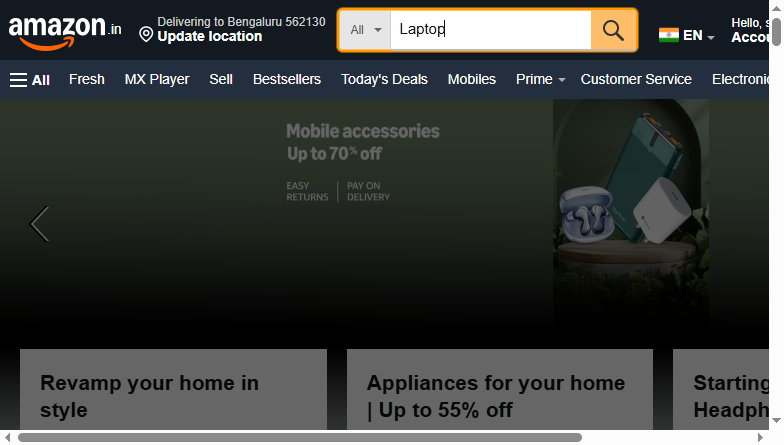 amazon.in
Delivering to Bengaluru 562130
Update location
All
Laptop
EN
Hello, s
Accou
All
Fresh
MX Player
Sell
Bestsellers
Today's Deals
Mobiles
Prime
Customer Service
Electronic
Mobile accessories
Up to 70% off
EASY
RETURNS
PAY ON
DELIVERY
Revamp your home in
style
Appliances for your home
| Up to 55% off
Starting
Headph